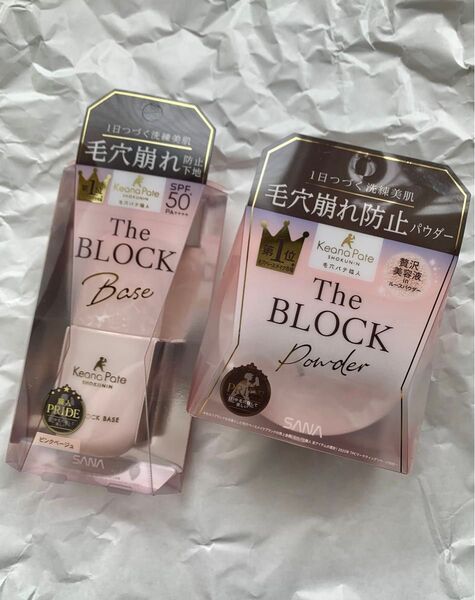 1日つづく洗練美肌
毛穴崩れ防止
下地
第1位
Keana Pate
SHOKUNIN
毛穴パテ職人
SPF
50+
PA++++
The
BLOCK
Base
Keana Pate
SHOKUNIN
OCK BASE
職人
PRIDE
ピンクベージュ
SANA
1日つづく洗練美肌
毛穴崩れ防止パウダー
第1位
Keana Pate
SHOKUNIN
毛穴パテ職人
贅沢
美容液
in
ルースパウダー
The
BLOCK
Powder
SANA